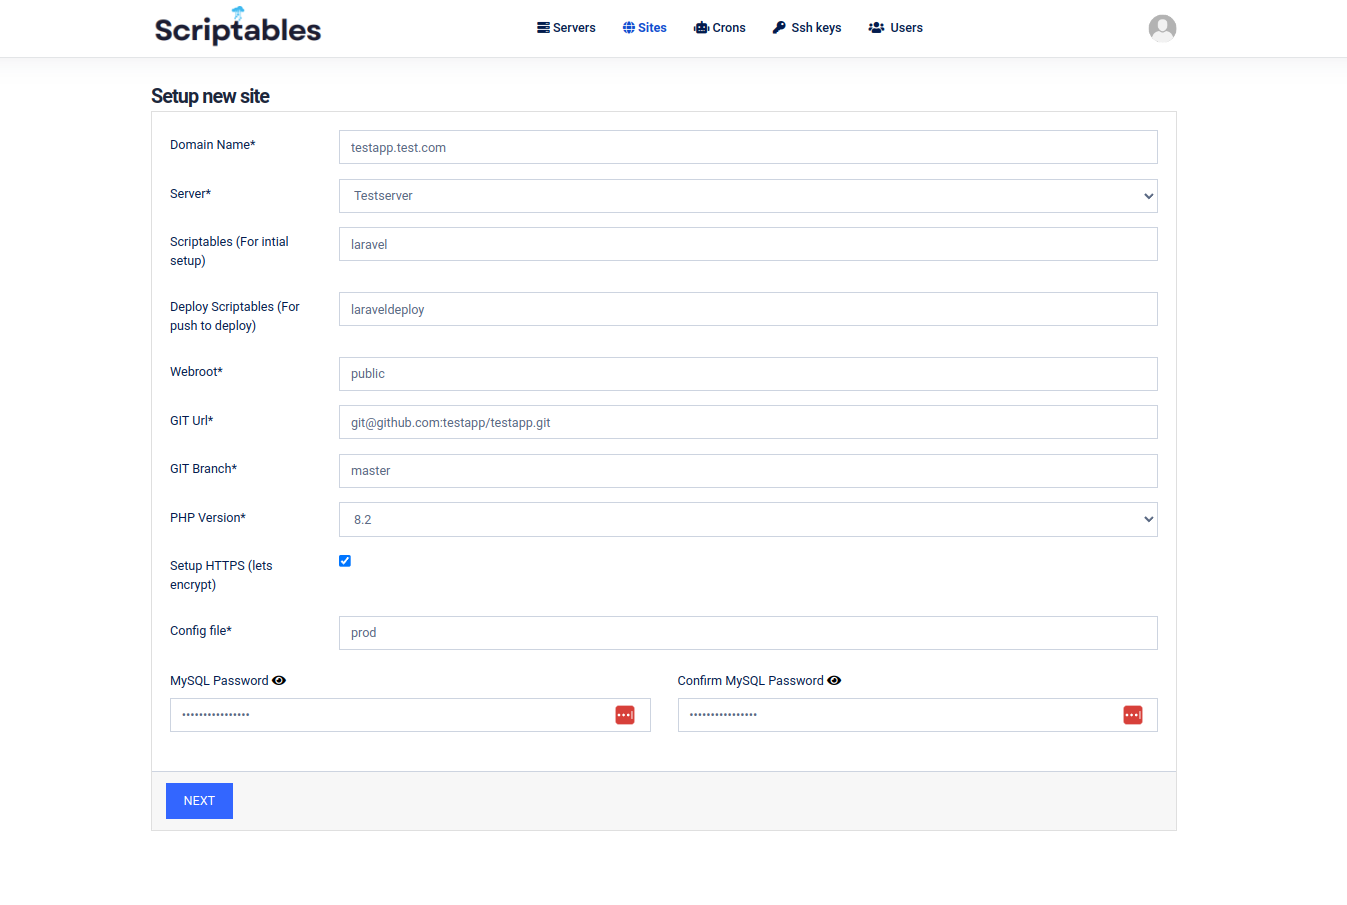 Scriptables
Servers Sites Crons Ssh keys Users
Setup new site
Domain Name* testapp.test.com
Server* Testserver
Scriptables (For intial
setup)
laravel
Deploy Scriptables (For
push to deploy)
laraveldeploy
Webroot* public
GIT Url* git@github.com:testapp/testapp.git
GIT Branch* master
PHP Version* 8.2
Setup HTTPS (lets
encrypt)
Config file* prod
MySQL Password Confirm MySQL Password
•••••••••••••••• ••••••••••••••••
NEXT